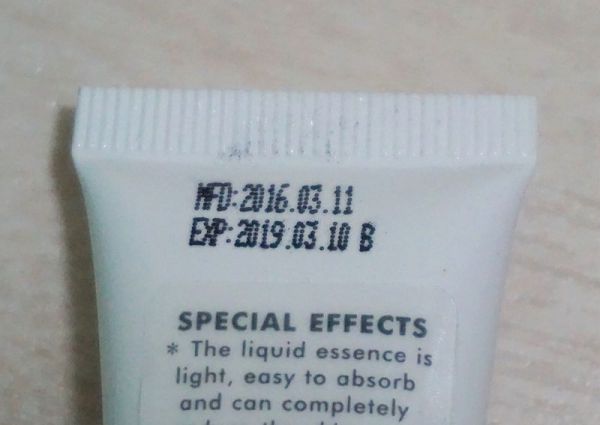 MFD:2016.03.11
EXP:2019.03.10 B
SPECIAL EFFECTS
* The liquid essence is
light, easy to absorb
and can completely